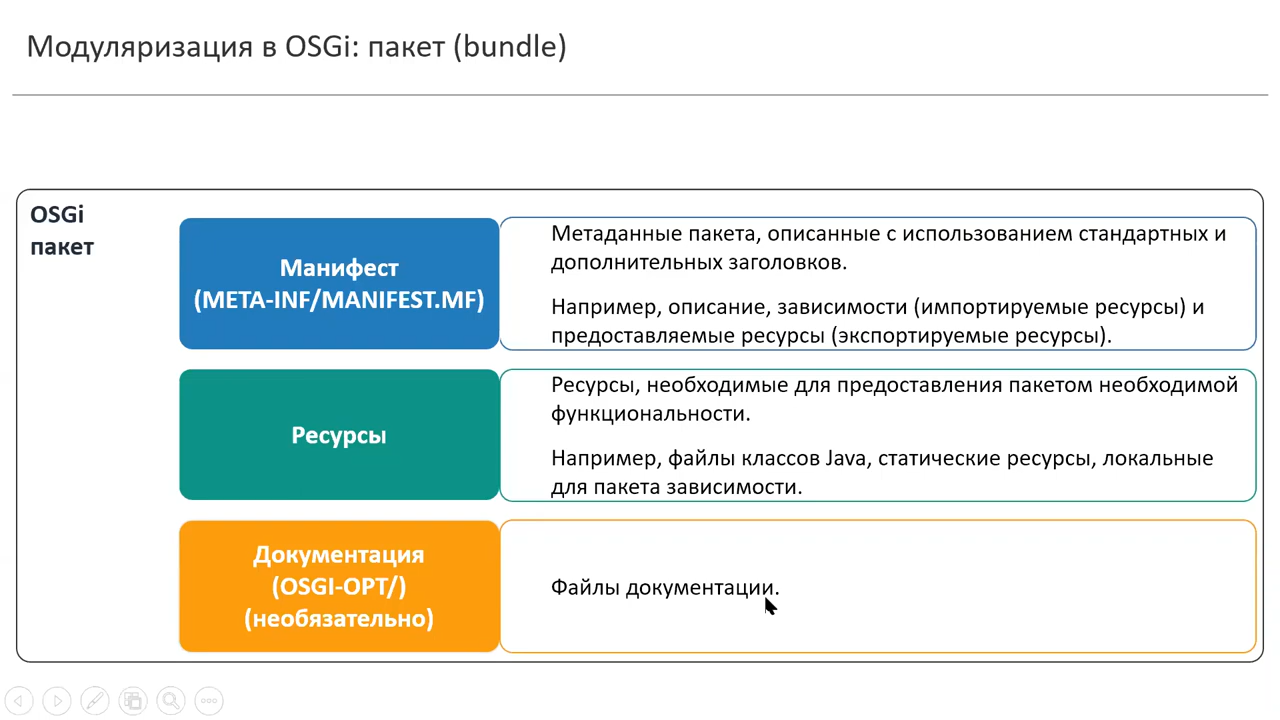 Модуляризация в OSGi: пакет (bundle)
OSGi
пакет
Манифест
(META-INF/MANIFEST.MF)
Метаданные пакета, описанные с использованием стандартных и
дополнительных заголовков.
Например, описание, зависимости (импортируемые ресурсы) и
предоставляемые ресурсы (экспортируемые ресурсы).
Ресурсы
Ресурсы, необходимые для предоставления пакетом необходимой
функциональности.
Например, файлы классов Java, статические ресурсы, локальные
для пакета зависимости.
Документация
(OSGI-OPT/)
(необязательно)
Файлы документации.